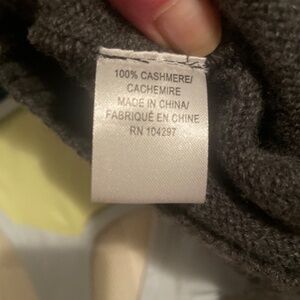 100% CASHMERE/
CACHEMIRE
MADE IN CHINA/
FABRIQUÉ EN CHINE
RN 104297